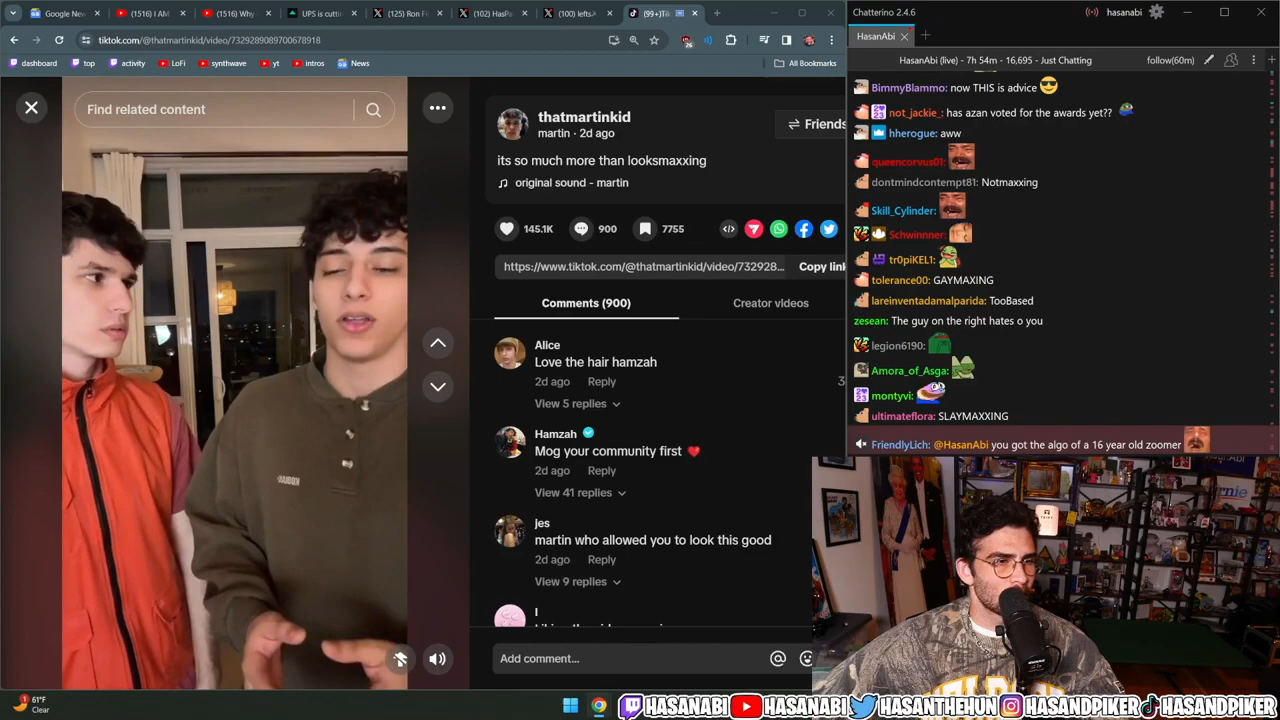 Google New
(1516) I AM
(1516) Why
UPS is cuttin
(125) Ron F
(102) HasPa
(100) lefts.A
(99+)Tik
tiktok.com/@thatmartinkid/video/7329289089700678918
26
dashboard
top
activity
LoFi
synthwave
yt
intros
News
All Bookmarks
Find related content
thatmartinkid
martin · 2d ago
Friends
its so much more than looksmaxxing
original sound - martin
145.1K
900
7755
https://www.tiktok.com/@thatmartinkid/video/732928...
Copy link
Comments (900)
Creator videos
Alice
Love the hair hamzah
2d ago
Reply
View 5 replies
Hamzah
Mog your community first
2d ago
Reply
View 41 replies
jes
martin who allowed you to look this good
2d ago
Reply
View 9 replies
Add comment...
Chatterino 2.4.6
hasanabi
HasanAbi
HasanAbi (live) - 7h 54m - 16,695 - Just Chatting
follow(60m)
BimmyBlammo: now THIS is advice
not_jackie_: has azan voted for the awards yet??
hherogue: aww
queencorvus01:
dontmindcontempt81: Notmaxxing
Skill_Cylinder:
Schwinnner:
tr0piKEL1:
tolerance00: GAYMAXING
lareinventadamalparida: TooBased
zesean: The guy on the right hates o you
legion6190:
Amora_of_Asga:
montyvi:
ultimateflora: SLAYMAXXING
FriendlyLich: @HasanAbi you got the algo of a 16 year old zoomer
61°F
Clear
HASANABI
HASANABI
HASANTHEHUN
HASANDPIKER
HASANDPIKER